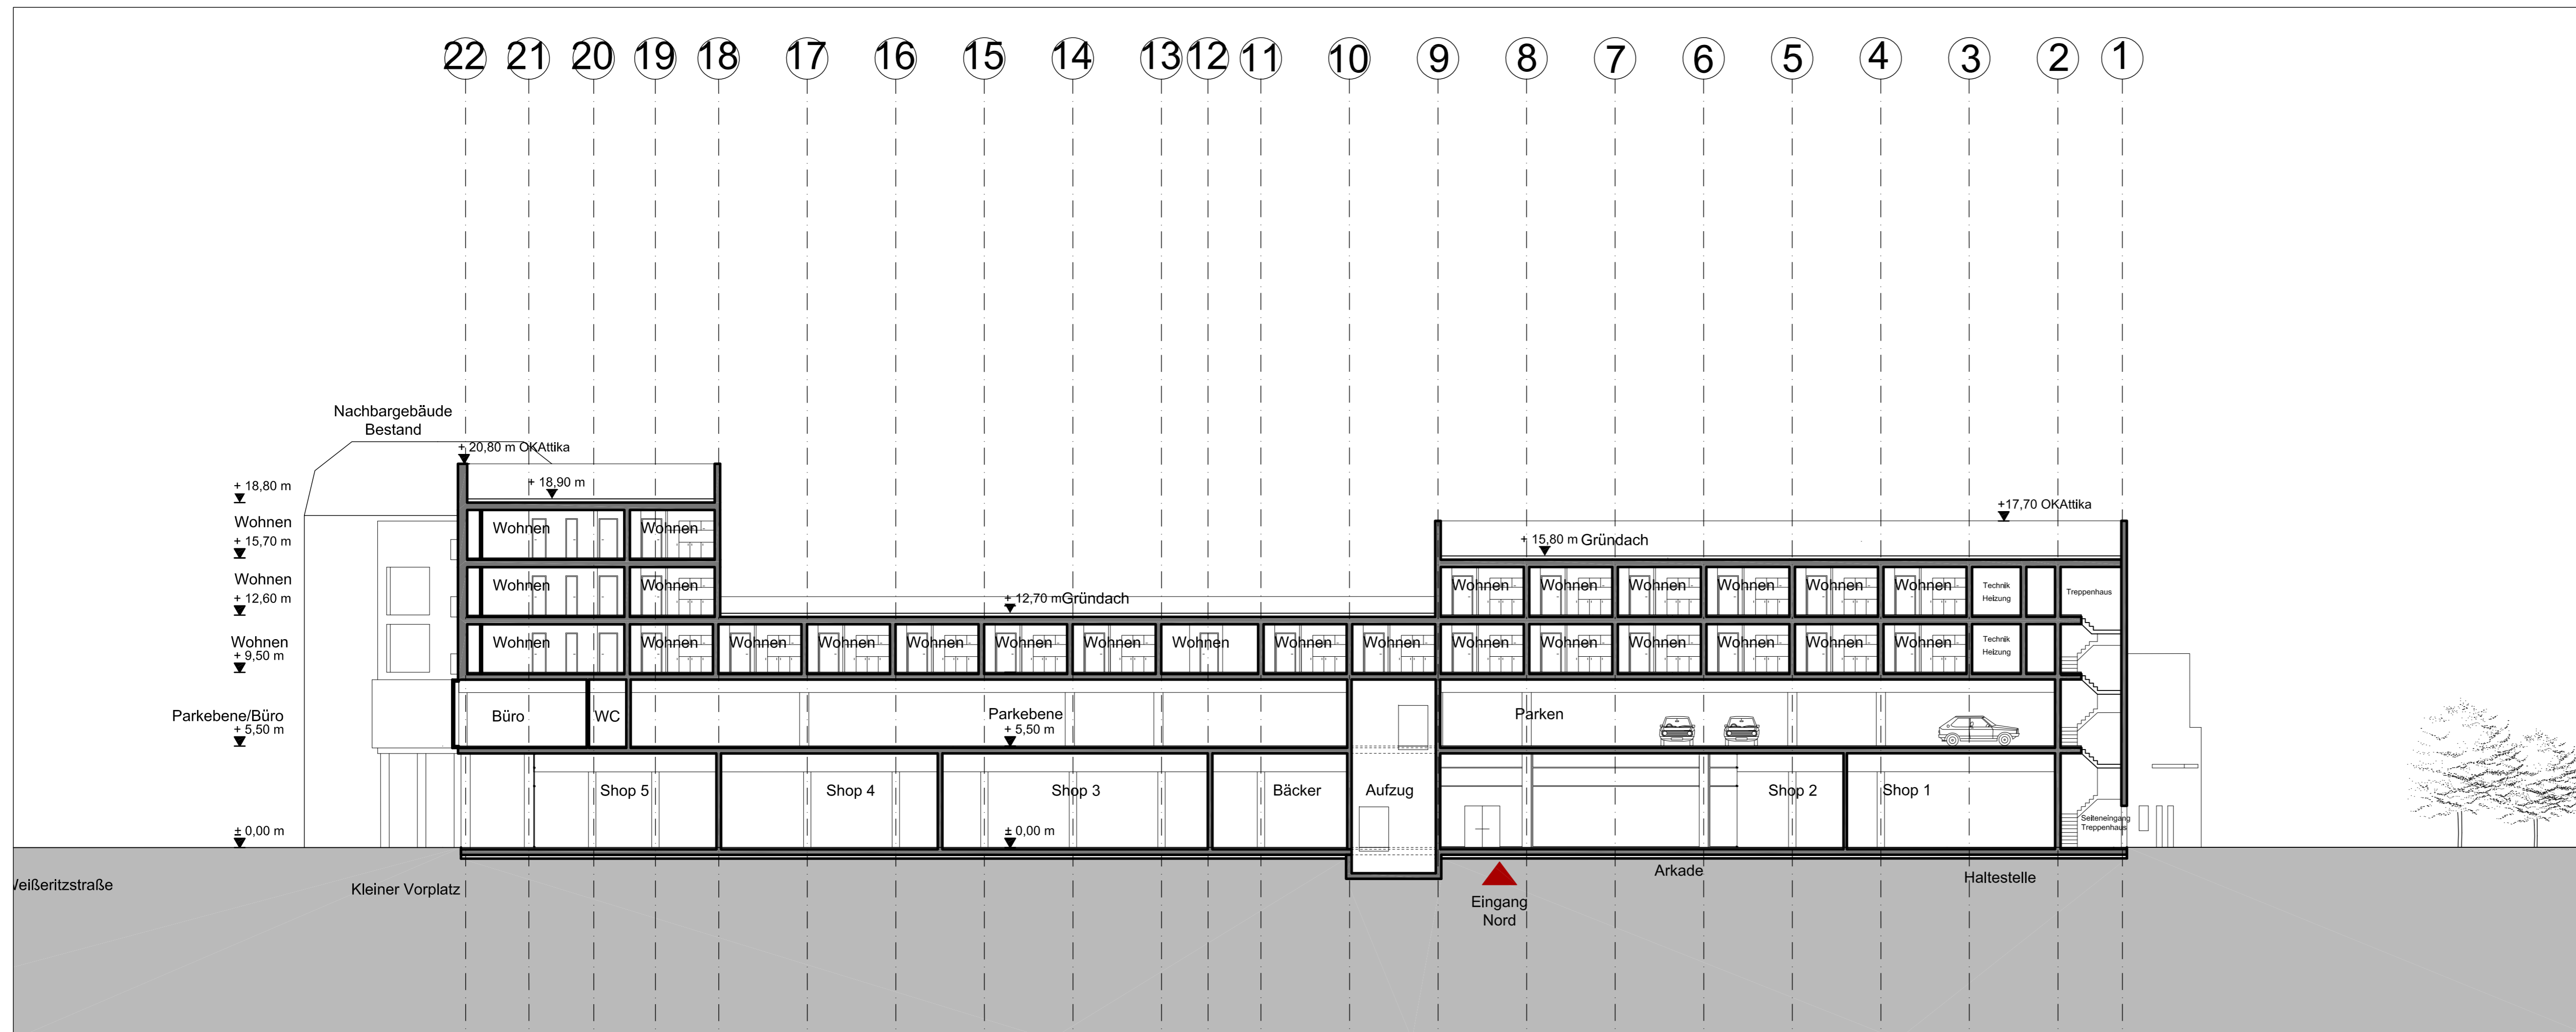 22 21 20 19 18 17 16 15 14 13 12 11 10 9 8 7 6 5 4 3 2 1
Nachbargebäude
Bestand
+ 20,80 m OKAttika
+ 18,90 m
+ 18,80 m
+17,70 OKAttika
Wohnen
Wohnen Wohnen
+ 15,70 m
+ 15,80 m Gründach
Wohnen
Wohnen Wohnen Wohnen Wohnen Wohnen Wohnen Wohnen Wohnen
Technik
Heizung
Treppenhaus
+ 12,60 m
+ 12,70 mGründach
Wohnen
Wohnen Wohnen Wohnen Wohnen Wohnen Wohnen Wohnen Wohnen Wohnen Wohnen Wohnen Wohnen Wohnen Wohnen Wohnen Wohnen
Technik
Heizung
+ 9,50 m
Parkebene/Büro
Büro WC Parkebene Parken
+ 5,50 m
+ 5,50 m
Shop 5 Shop 4 Shop 3 Bäcker Aufzug Shop 2 Shop 1
Seiteneingang
Treppenhaus
± 0,00 m
± 0,00 m
Weißeritzstraße
Kleiner Vorplatz
Arkade
Haltestelle
Eingang
Nord